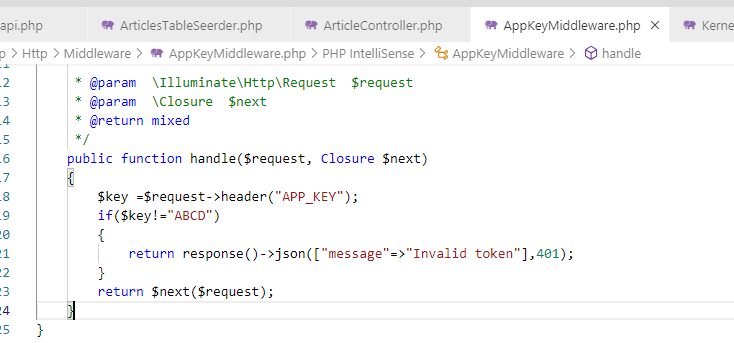 api.php ArticlesTableSeerder.php ArticleController.php AppKeyMiddleware.php × Kerne
p > Http > Middleware > AppKeyMiddleware.php > PHP IntelliSense > AppKeyMiddleware > handle
12 * @param  \Illuminate\Http\Request  $request
13 * @param  \Closure  $next
14 * @return mixed
15 */
16 public function handle($request, Closure $next)
17 {
18 $key =$request->header("APP_KEY");
19 if($key!="ABCD")
20 {
21 return response()->json(["message"=>"Invalid token"],401);
22 }
23 return $next($request);
24 }
25 }